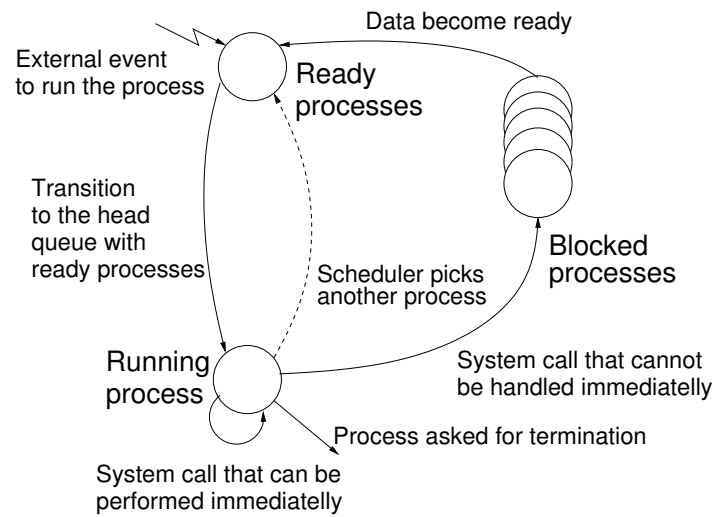 Data become ready
External event
to run the process
Ready
processes
Transition
to the head
queue with
ready processes
Blocked
processes
Scheduler picks
another process
Running
process
System call that cannot
be handled immediatelly
Process asked for termination
System call that can be
performed immediatelly